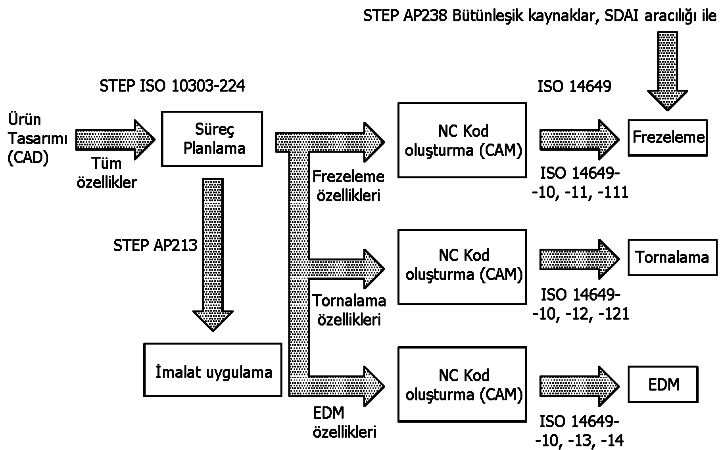 STEP AP238 Bütünleşik kaynaklar, SDAI aracılığı ile
STEP ISO 10303-224
ISO 14649
Ürün
Tasarımı
(CAD)
Tüm
özellikler
Süreç
Planlama
Frezeleme
özellikleri
NC Kod
oluşturma (CAM)
ISO 14649-
-10, -11, -111
Frezeleme
STEP AP213
Tornalama
özellikleri
NC Kod
oluşturma (CAM)
ISO 14649-
-10, -12, -121
Tornalama
İmalat uygulama
EDM
özellikleri
NC Kod
oluşturma (CAM)
ISO 14649-
-10, -13, -14
EDM